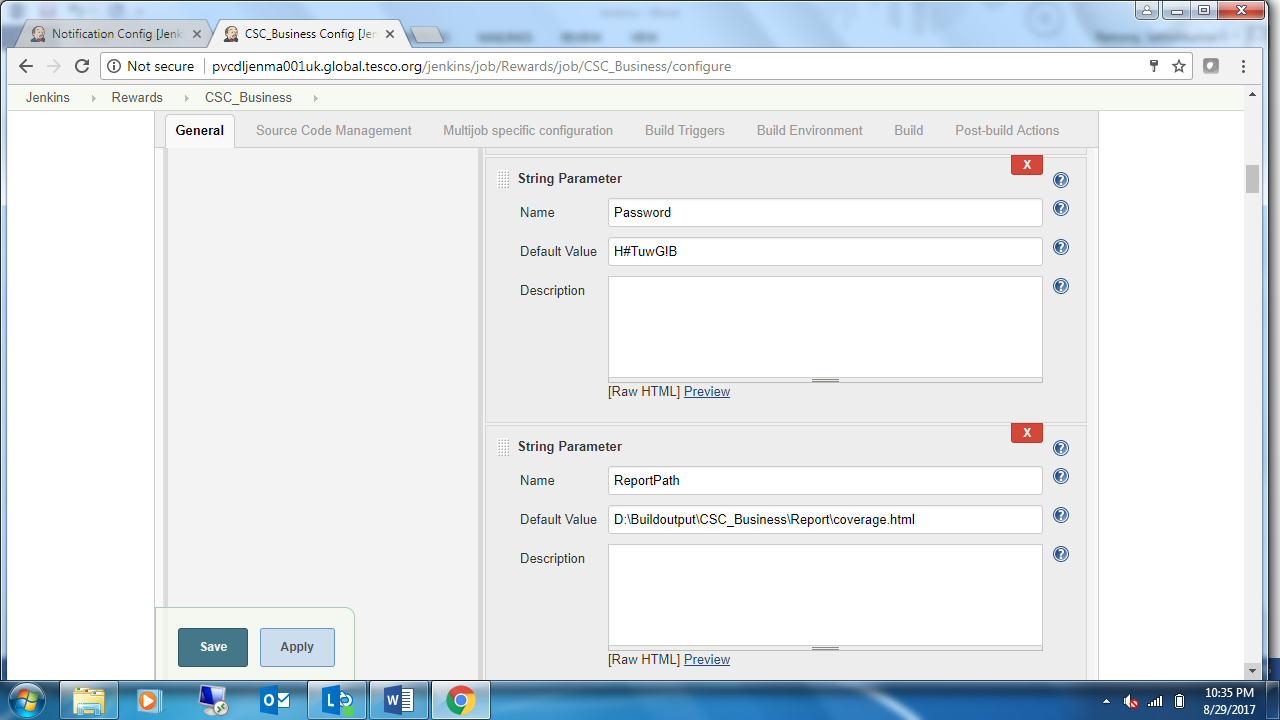 Notification Config [Jenk
CSC_Business Config [Jen
Not secure pvcdljenma001uk.global.tesco.org/jenkins/job/Rewards/job/CSC_Business/configure
Jenkins Rewards CSC_Business
General Source Code Management Multijob specific configuration Build Triggers Build Environment Build Post-build Actions
X
String Parameter
Name Password
Default Value H#TuwG!B
Description
[Raw HTML] Preview
X
String Parameter
Name ReportPath
Default Value D:\Buildoutput\CSC_Business\Report\coverage.html
Description
[Raw HTML] Preview
Save Apply
10:35 PM
8/29/2017